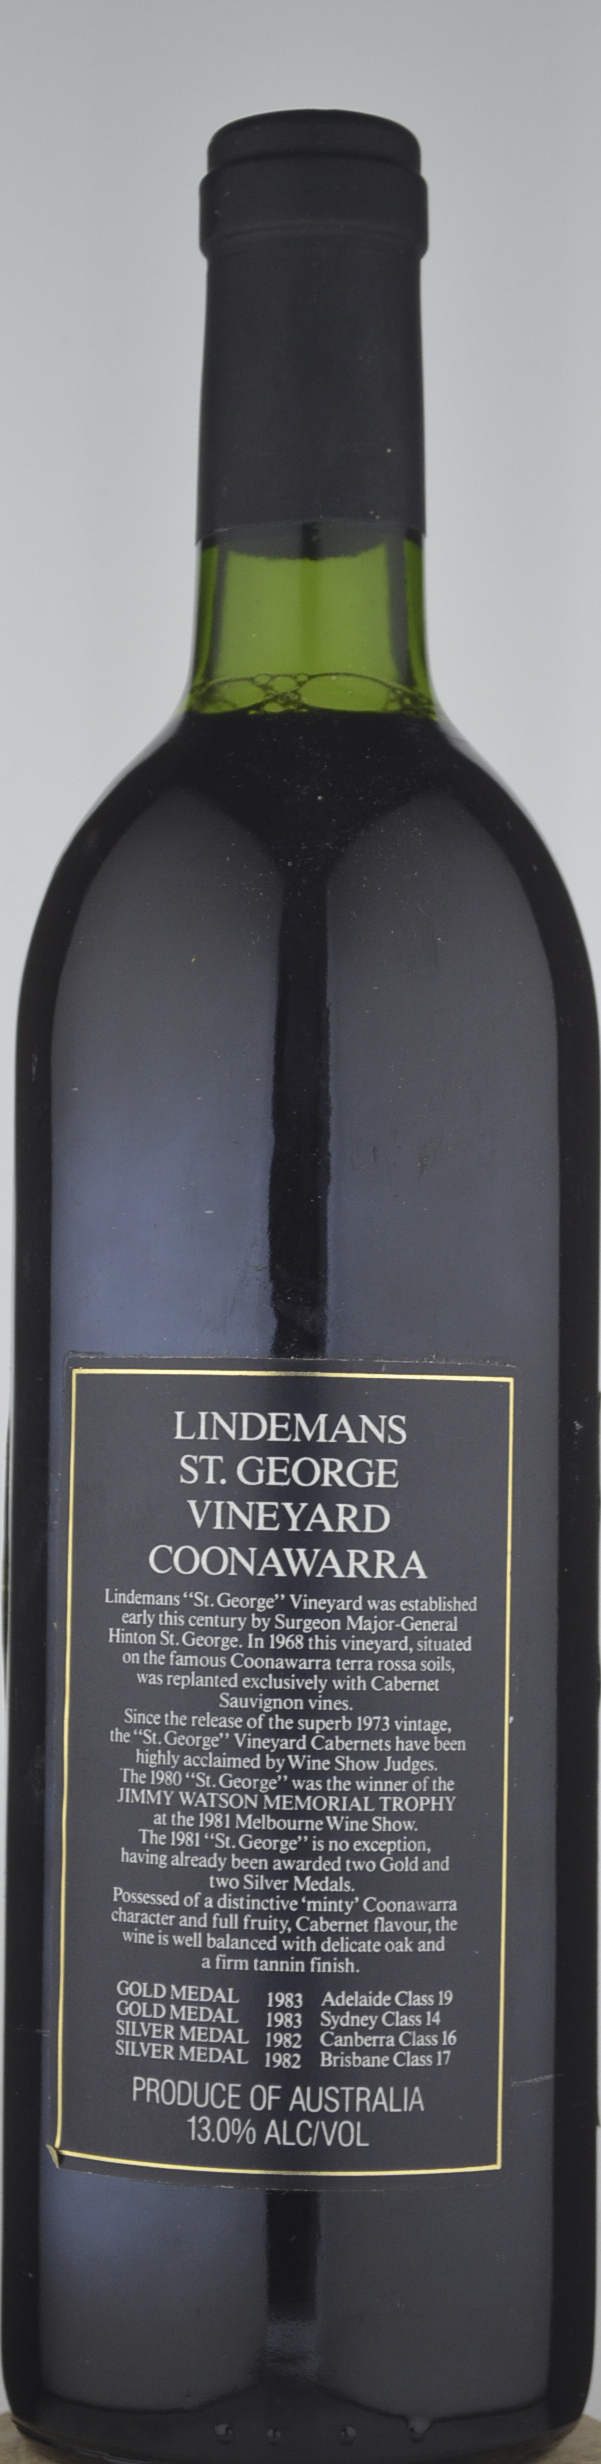 LINDEMANS
ST. GEORGE
VINEYARD
COONAWARRA
Lindemans “St. George” Vineyard was established
early this century by Surgeon Major-General
Hinton St. George. In 1968 this vineyard, situated
on the famous Coonawarra terra rossa soils,
was replanted exclusively with Cabernet
Sauvignon vines.
Since the release of the superb 1973 vintage,
the “St. George” Vineyard Cabernets have been
highly acclaimed by Wine Show Judges.
The 1980 “St. George” was the winner of the
JIMMY WATSON MEMORIAL TROPHY
at the 1981 Melbourne Wine Show.
The 1981 “St. George” is no exception,
having already been awarded two Gold and
two Silver Medals.
Possessed of a distinctive ‘minty’ Coonawarra
character and full fruity, Cabernet flavour, the
wine is well balanced with delicate oak and
a firm tannin finish.
GOLD MEDAL 1983 Adelaide Class 19
GOLD MEDAL 1983 Sydney Class 14
SILVER MEDAL 1982 Canberra Class 16
SILVER MEDAL 1982 Brisbane Class 17
PRODUCE OF AUSTRALIA
13.0% ALC/VOL